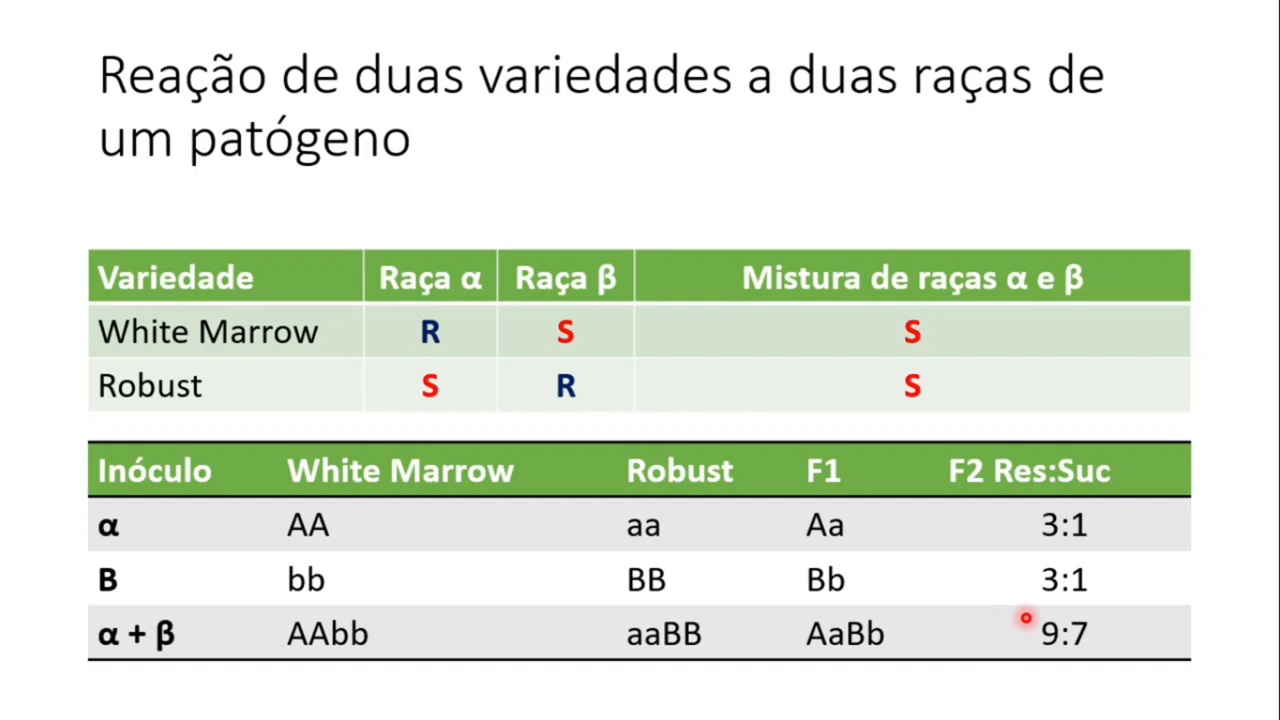 Reação de duas variedades a duas raças de
um patógeno
Variedade Raça α Raça β Mistura de raças α e β
White Marrow R S S
Robust S R S
Inóculo White Marrow Robust F1 F2 Res:Suc
α AA aa Aa 3:1
B bb BB Bb 3:1
α + β AAbb aaBB AaBb 9:7